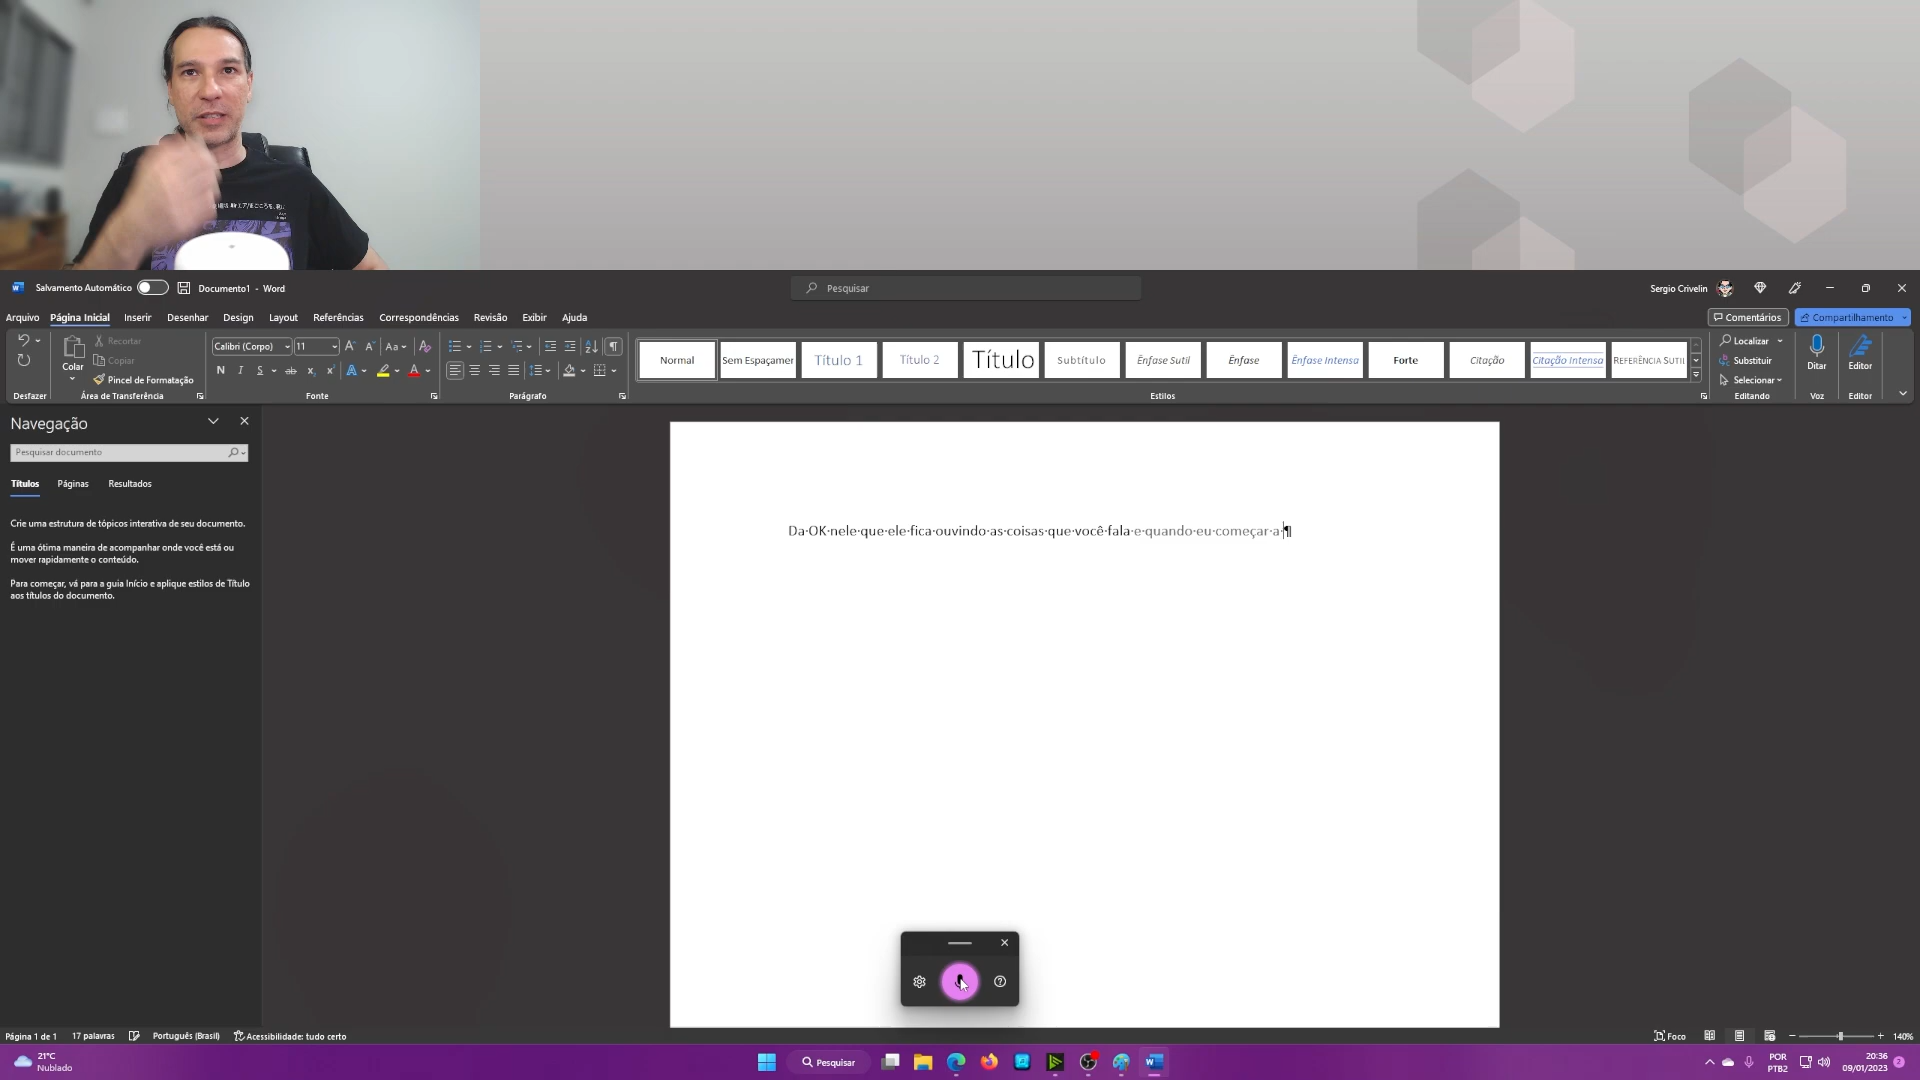 Salvamento Automático
Documento1 - Word
Pesquisar
Sergio Crivelin
Arquivo Página Inicial Inserir Desenhar Design Layout Referências Correspondências Revisão Exibir Ajuda
Comentários Compartilhamento
Colar
Recortar
Copiar
Pincel de Formatação
Calibri (Corpo) 11
Aa
N I S ab
Normal Sem Espaçamer Título 1 Título 2 Título Subtítulo Ênfase Sutil Ênfase Ênfase Intensa Forte Citação Citação Intensa Referência Sutil
Localizar
Substituir
Selecionar
Ditar
Editor
Desfazer Área de Transferência Fonte Parágrafo Estilos Editando Voz Editor
Navegação
Pesquisar documento
Títulos Páginas Resultados
Crie uma estrutura de tópicos interativa de seu documento.
É uma ótima maneira de acompanhar onde você está ou
mover rapidamente o conteúdo.
Para começar, vá para a guia Início e aplique estilos de Título
aos títulos do documento.
Da·OK·nele·que·ele·fica·ouvindo·as·coisas·que·você·fala·e·quando·eu·começar·a·¶
Página 1 de 1 17 palavras Português (Brasil) Acessibilidade: tudo certo
Foco
140%
21°C
Nublado
Pesquisar
POR
PTB2
20:36
09/01/2023
2